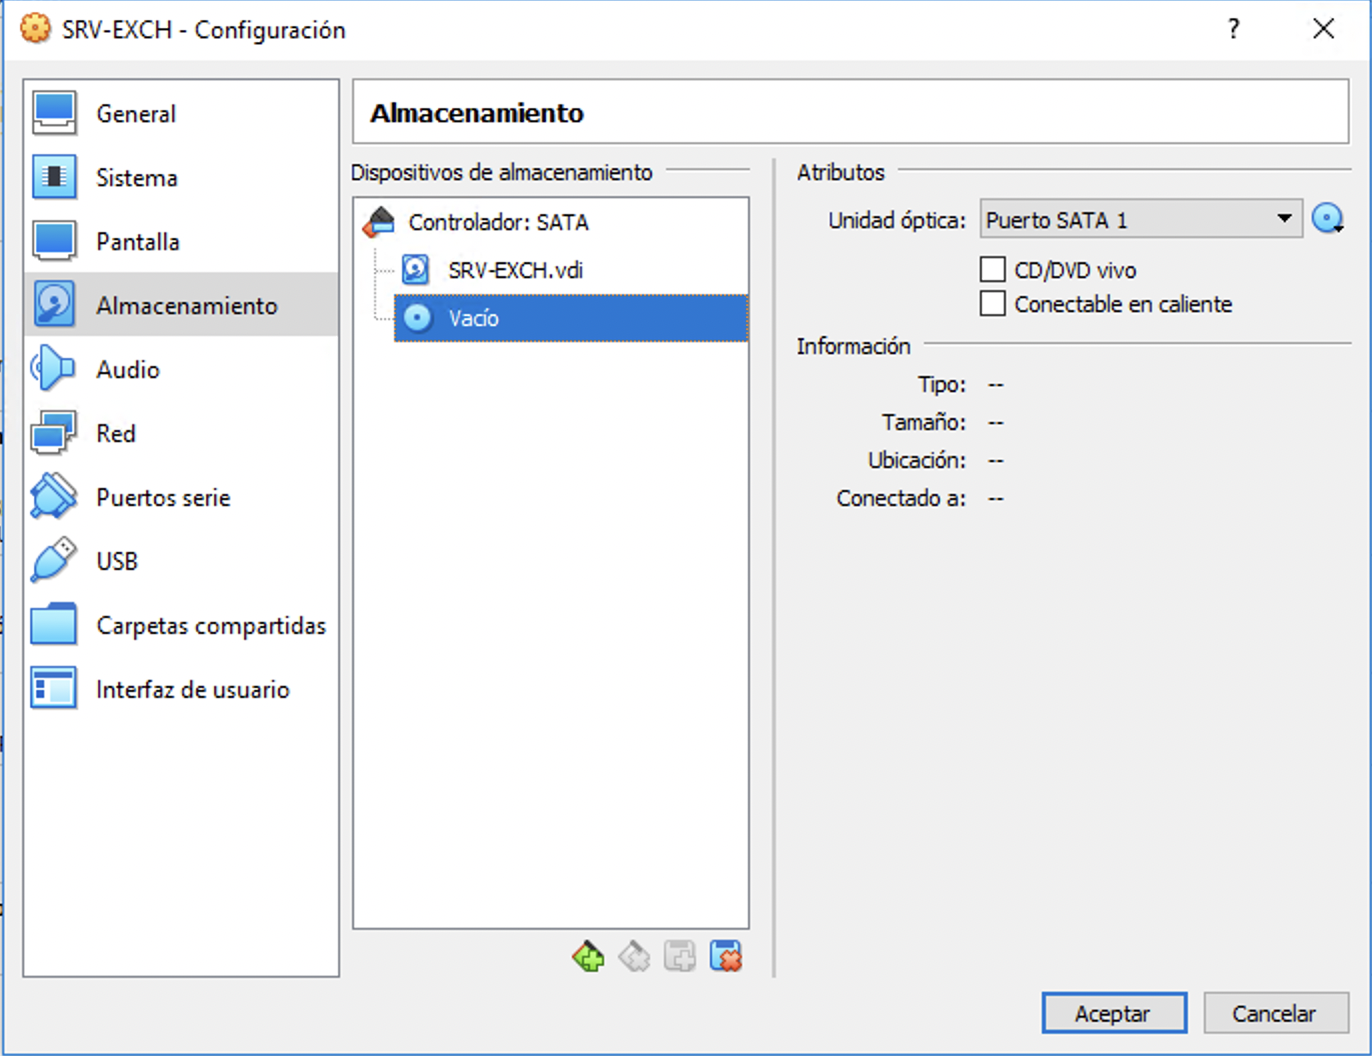 SRV-EXCH - Configuración
?
General
Sistema
Pantalla
Almacenamiento
Audio
Red
Puertos serie
USB
Carpetas compartidas
Interfaz de usuario
Almacenamiento
Dispositivos de almacenamiento
Controlador: SATA
SRV-EXCH.vdi
Vacío
Atributos
Unidad óptica: Puerto SATA 1
CD/DVD vivo
Conectable en caliente
Información
Tipo: --
Tamaño: --
Ubicación: --
Conectado a: --
Aceptar Cancelar